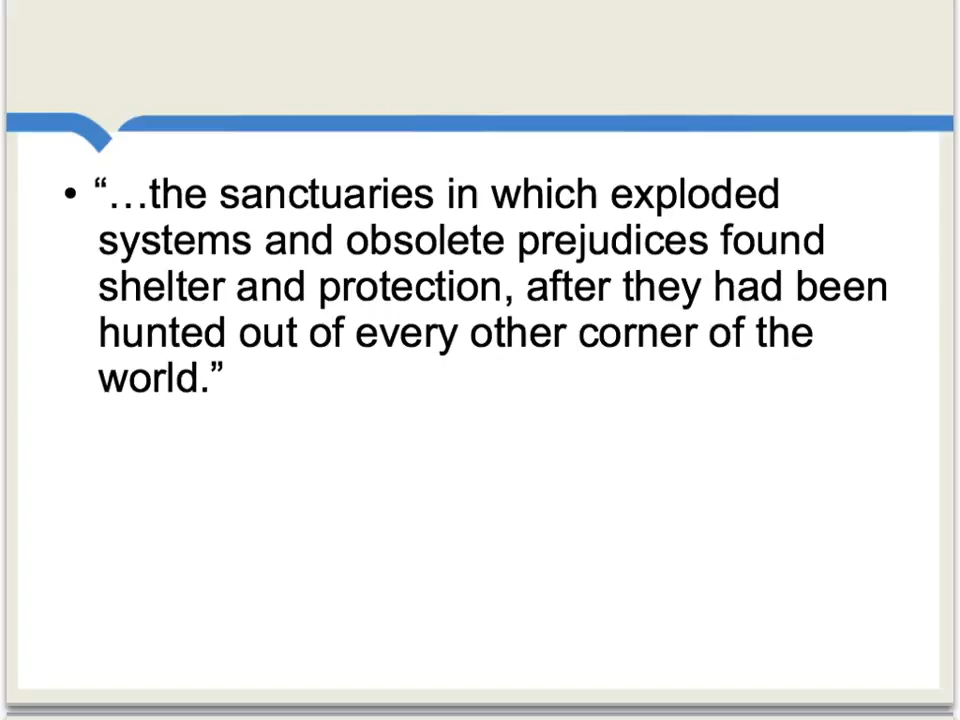 • “…the sanctuaries in which exploded
systems and obsolete prejudices found
shelter and protection, after they had been
hunted out of every other corner of the
world.”